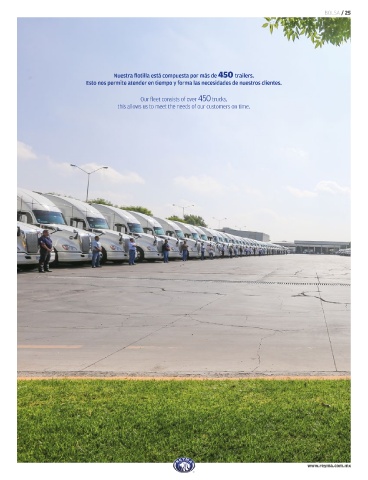 / 25
Nuestra flotilla está compuesta por más de 450 trailers.
Esto nos permite atender en tiempo y forma las necesidades de nuestros clientes.
Our fleet consists of over 450 trucks,
this allows us to meet the needs of our customers on time.
REYMA
www.reyma.com.mx